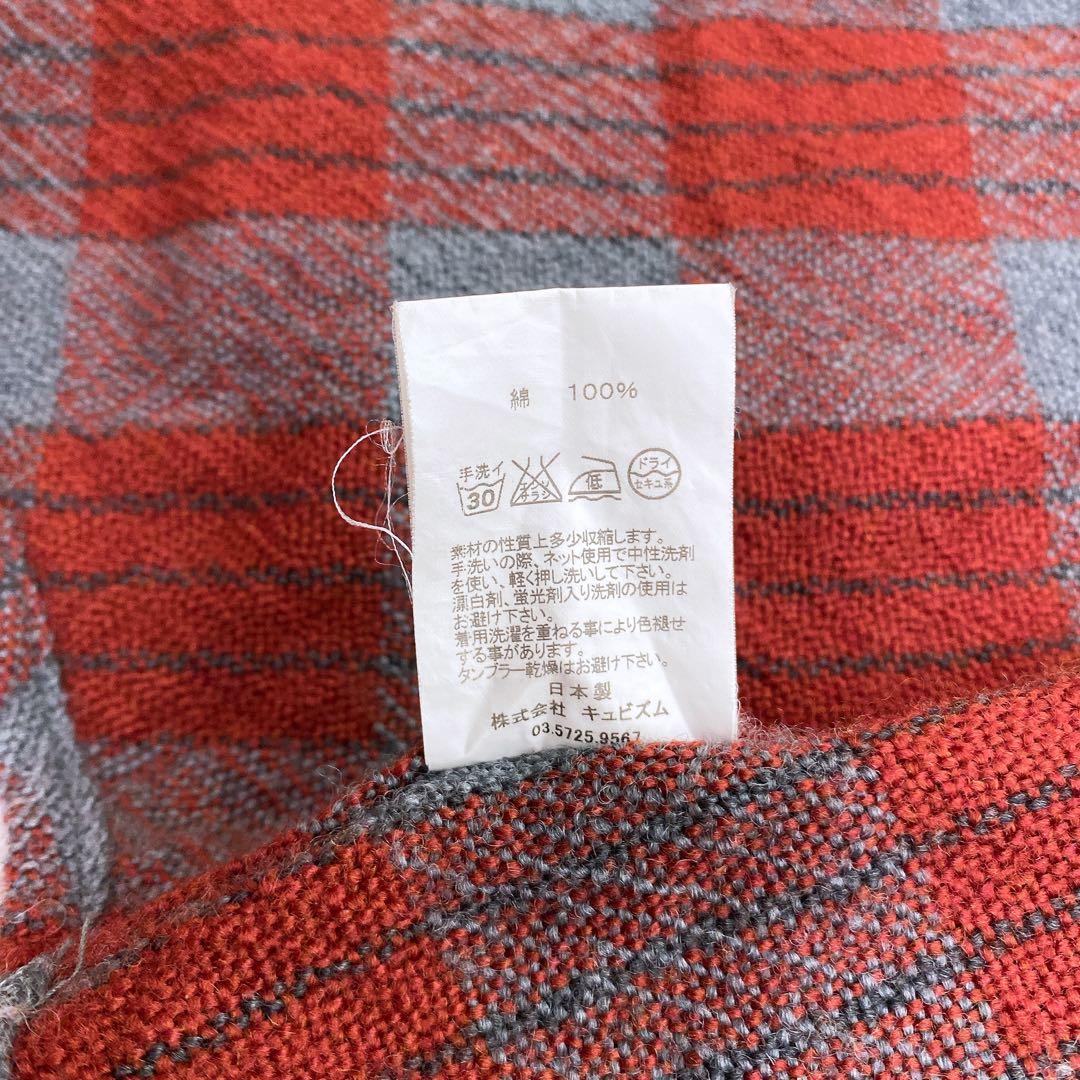 綿 100%
手洗イ
30
エンソ
チラシ
低
ドライ
セキユ系
素材の性質上多少収縮します。
手洗いの際、ネット使用で中性洗剤
を使い、軽く押し洗いして下さい。
漂白剤、蛍光剤入り洗剤の使用は
お避け下さい。
着用洗濯を重ねる事により色褪せ
する事があります。
タンブラー乾燥はお避け下さい。
日本製
株式会社 キュビズム
03.5725.9567